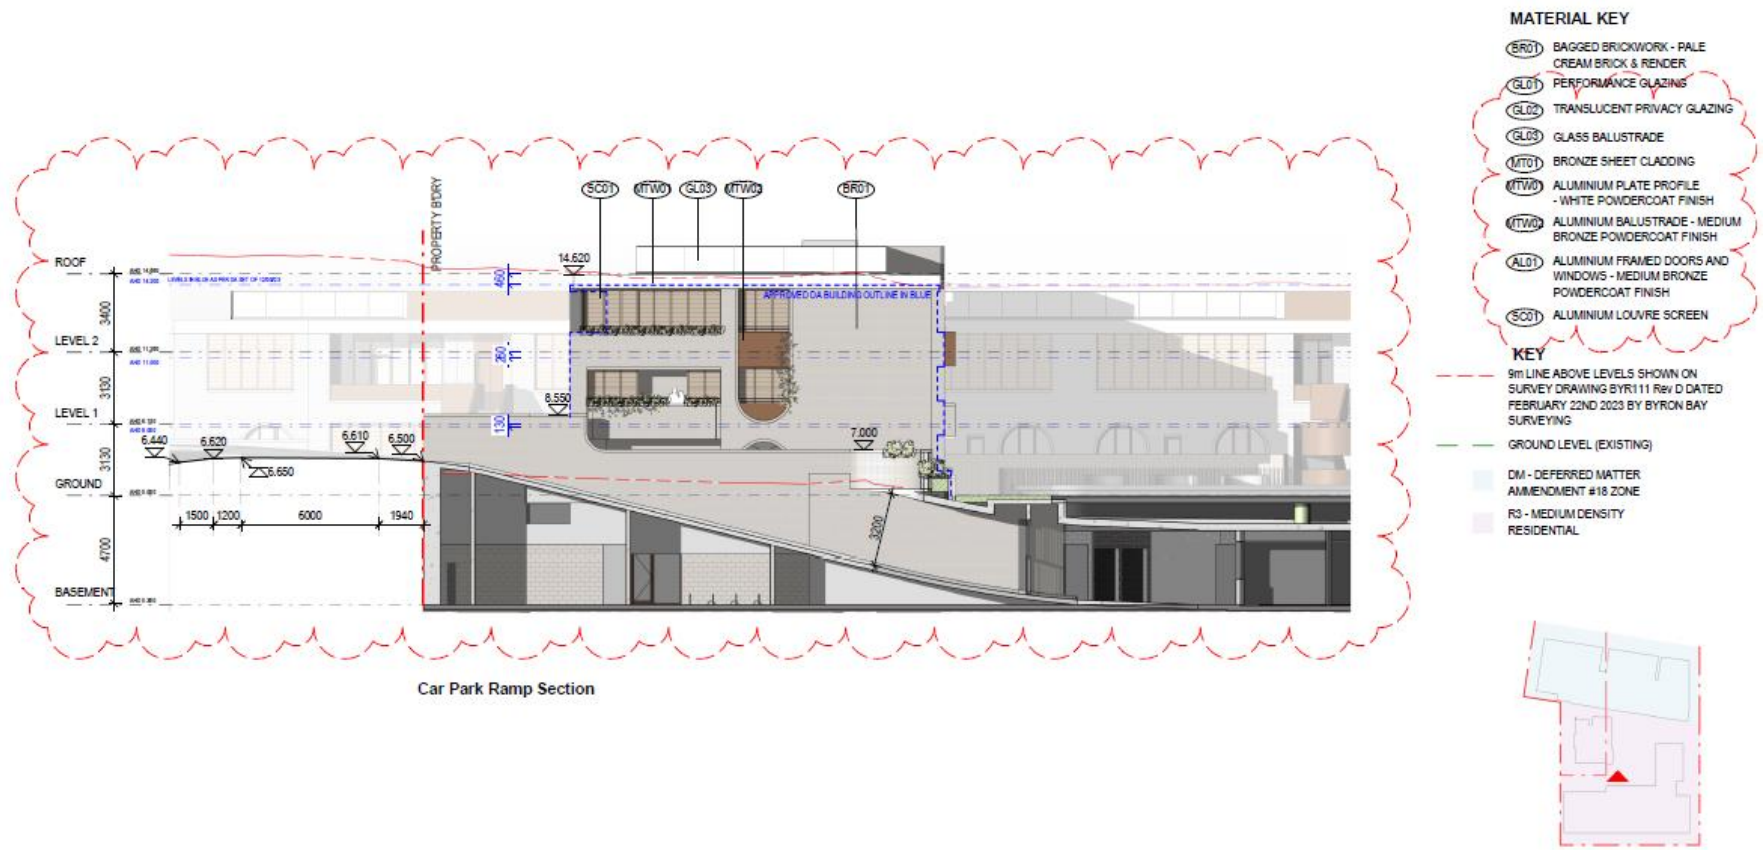 MATERIAL KEY
BR01 BAGGED BRICKWORK - PALE
CREAM BRICK & RENDER
GL01 PERFORMANCE GLAZING
GL02 TRANSLUCENT PRIVACY GLAZING
GL03 GLASS BALUSTRADE
MT01 BRONZE SHEET CLADDING
MTW01 ALUMINIUM PLATE PROFILE
- WHITE POWDERCOAT FINISH
MTW02 ALUMINIUM BALUSTRADE - MEDIUM
BRONZE POWDERCOAT FINISH
AL01 ALUMINIUM FRAMED DOORS AND
WINDOWS - MEDIUM BRONZE
POWDERCOAT FINISH
SC01 ALUMINIUM LOUVRE SCREEN
KEY
9m LINE ABOVE LEVELS SHOWN ON
SURVEY DRAWING BYR111 Rev D DATED
FEBRUARY 22ND 2023 BY BYRON BAY
SURVEYING
GROUND LEVEL (EXISTING)
DM - DEFERRED MATTER
AMMENDMENT #18 ZONE
R3 - MEDIUM DENSITY
RESIDENTIAL
PROPERTY B'DRY
SC01 MTW01 GL03 MTW02 BR01
ROOF
14.620
460
APPROVED DA BUILDING OUTLINE IN BLUE
3400
LEVEL 2
260
3130
8.550
LEVEL 1
130
6.440 6.620 6.610 6.500 7.000
6.650
3130
GROUND
1500 1200 6000 1940
3200
4700
BASEMENT
Car Park Ramp Section